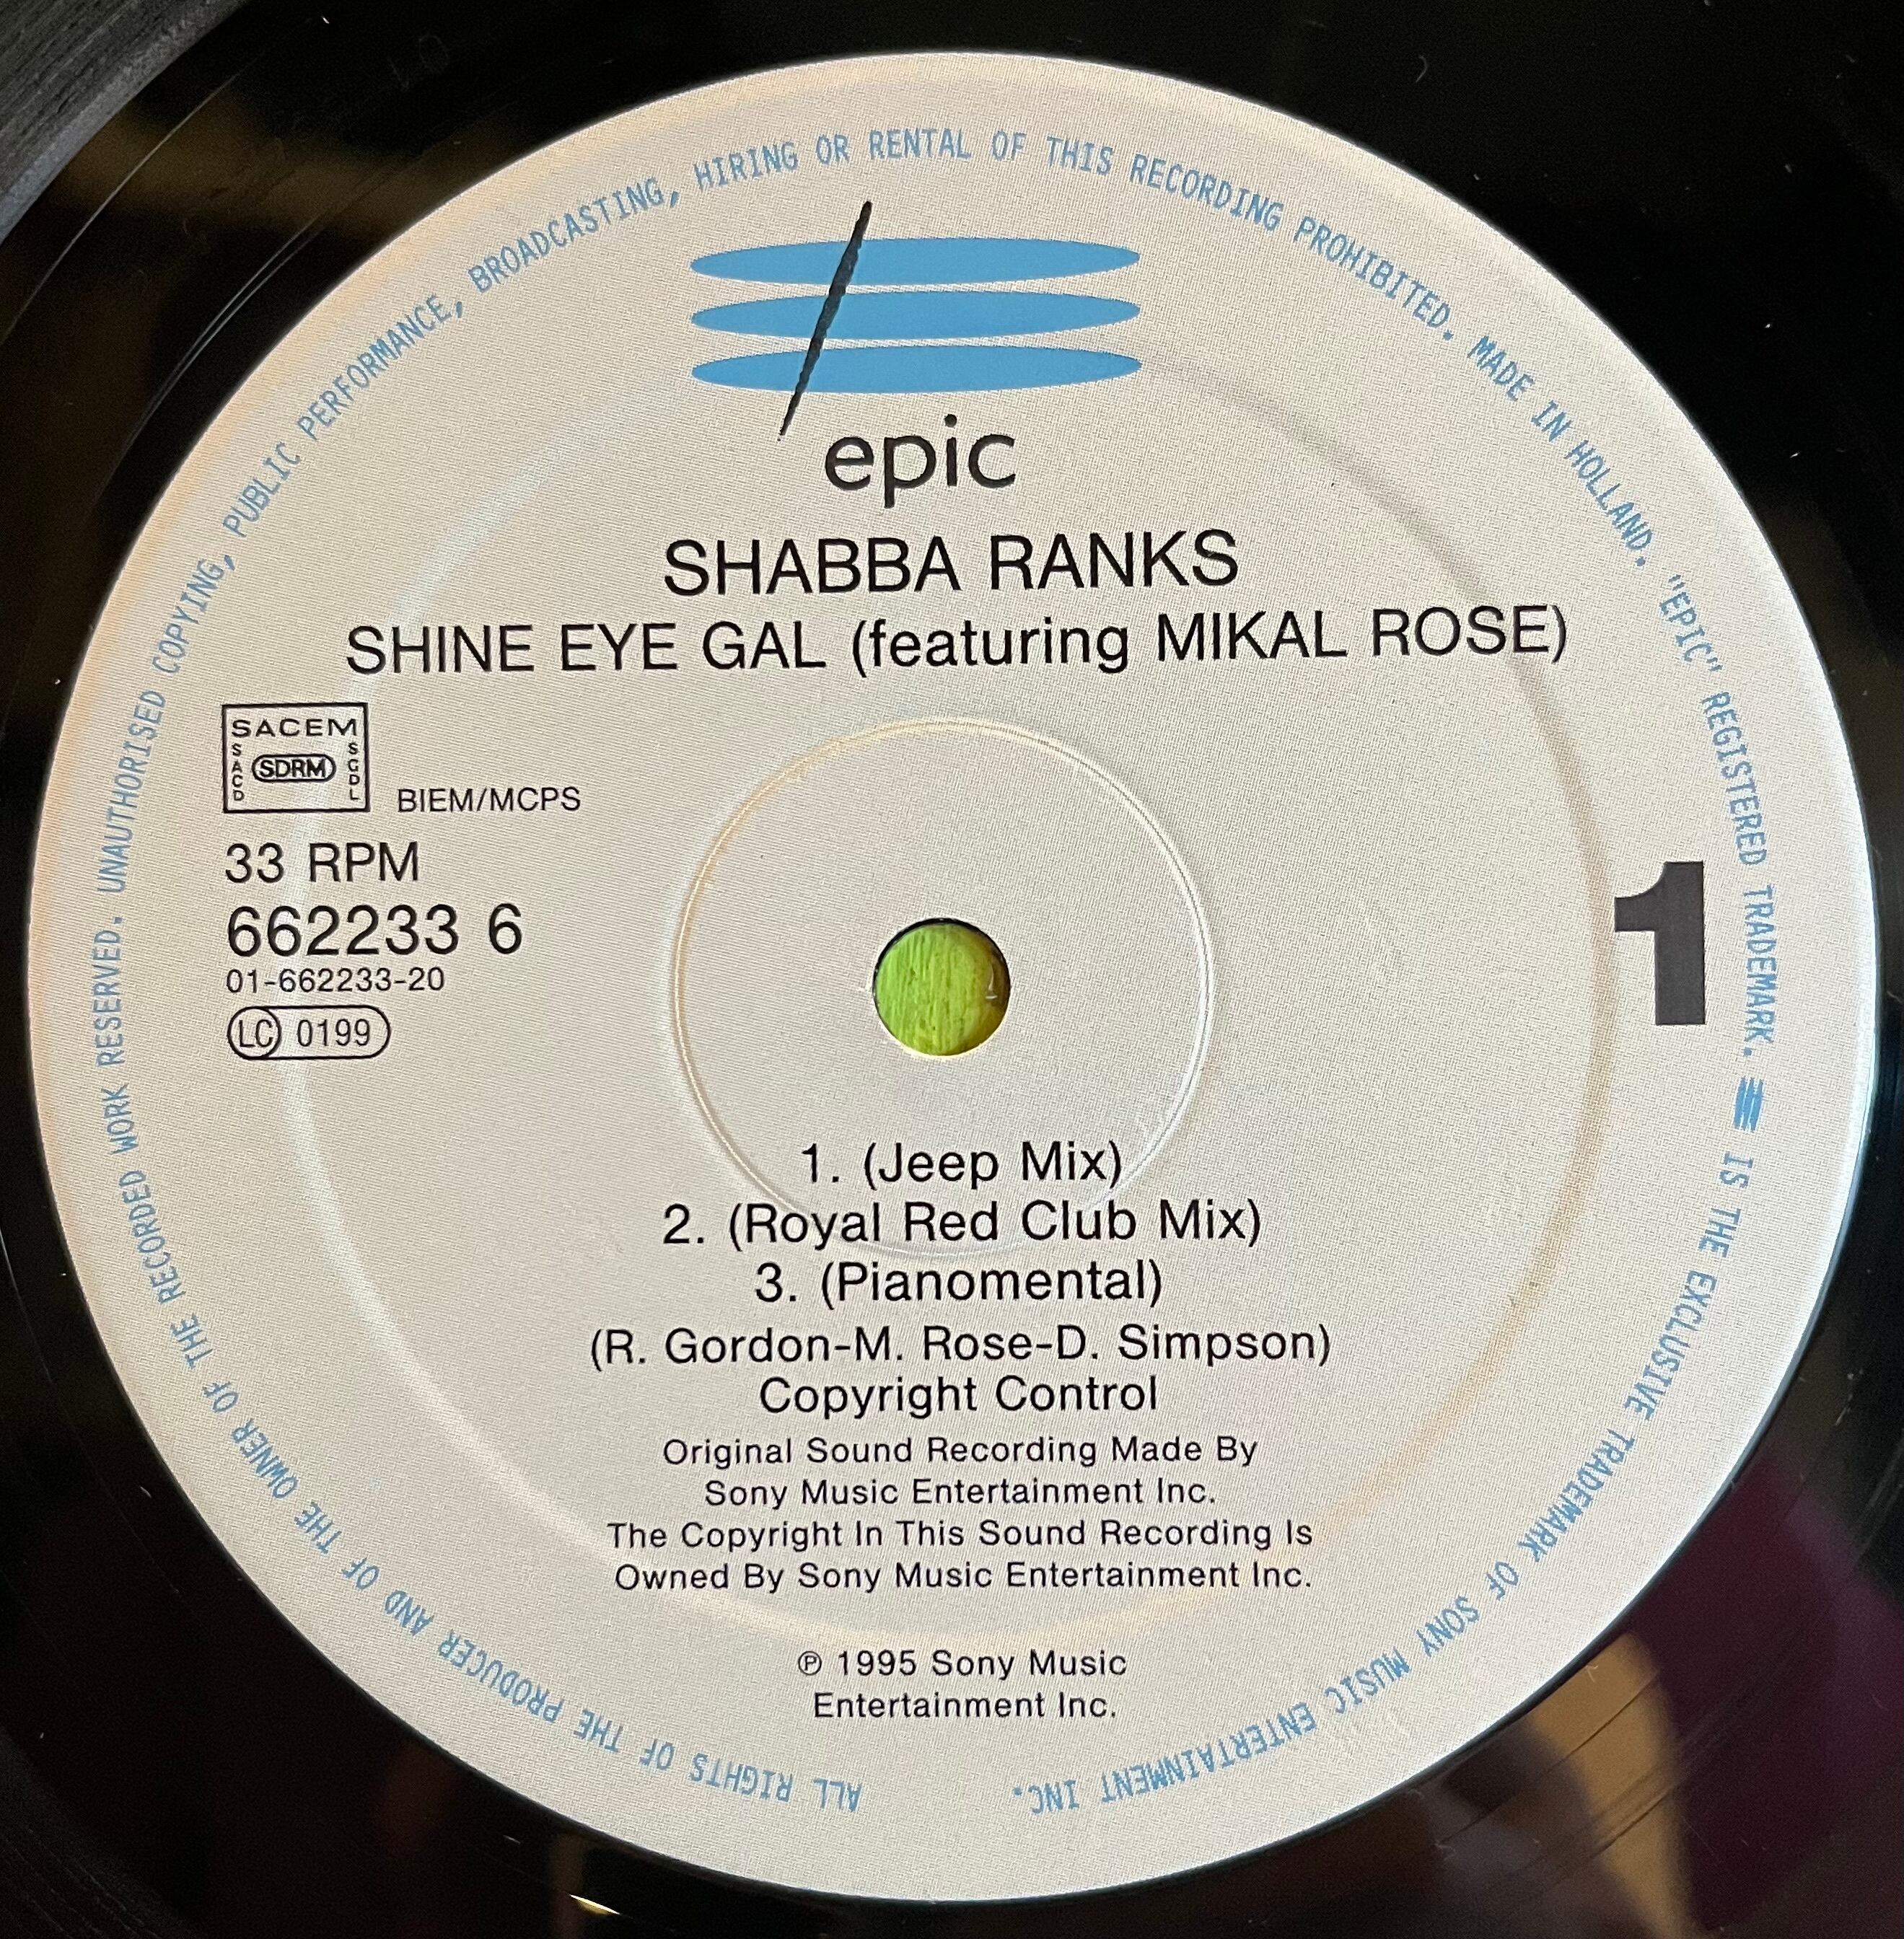 ALL RIGHTS OF THE PRODUCER AND OF THE OWNER OF THE RECORDED WORK RESERVED. UNAUTHORISED COPYING, PUBLIC PERFORMANCE, BROADCASTING, HIRING OR RENTAL OF THIS RECORDING PROHIBITED. MADE IN HOLLAND. "EPIC" REGISTERED TRADEMARK. IS THE EXCLUSIVE TRADEMARK OF SONY MUSIC ENTERTAINMENT INC.
epic
SHABBA RANKS
SHINE EYE GAL (featuring MIKAL ROSE)
SACEM
SACD
SDRM
SGDL
BIEM/MCPS
33 RPM
662233 6
01-662233-20
LC 0199
1
1. (Jeep Mix)
2. (Royal Red Club Mix)
3. (Pianomental)
(R. Gordon-M. Rose-D. Simpson)
Copyright Control
Original Sound Recording Made By
Sony Music Entertainment Inc.
The Copyright In This Sound Recording Is
Owned By Sony Music Entertainment Inc.
℗ 1995 Sony Music
Entertainment Inc.